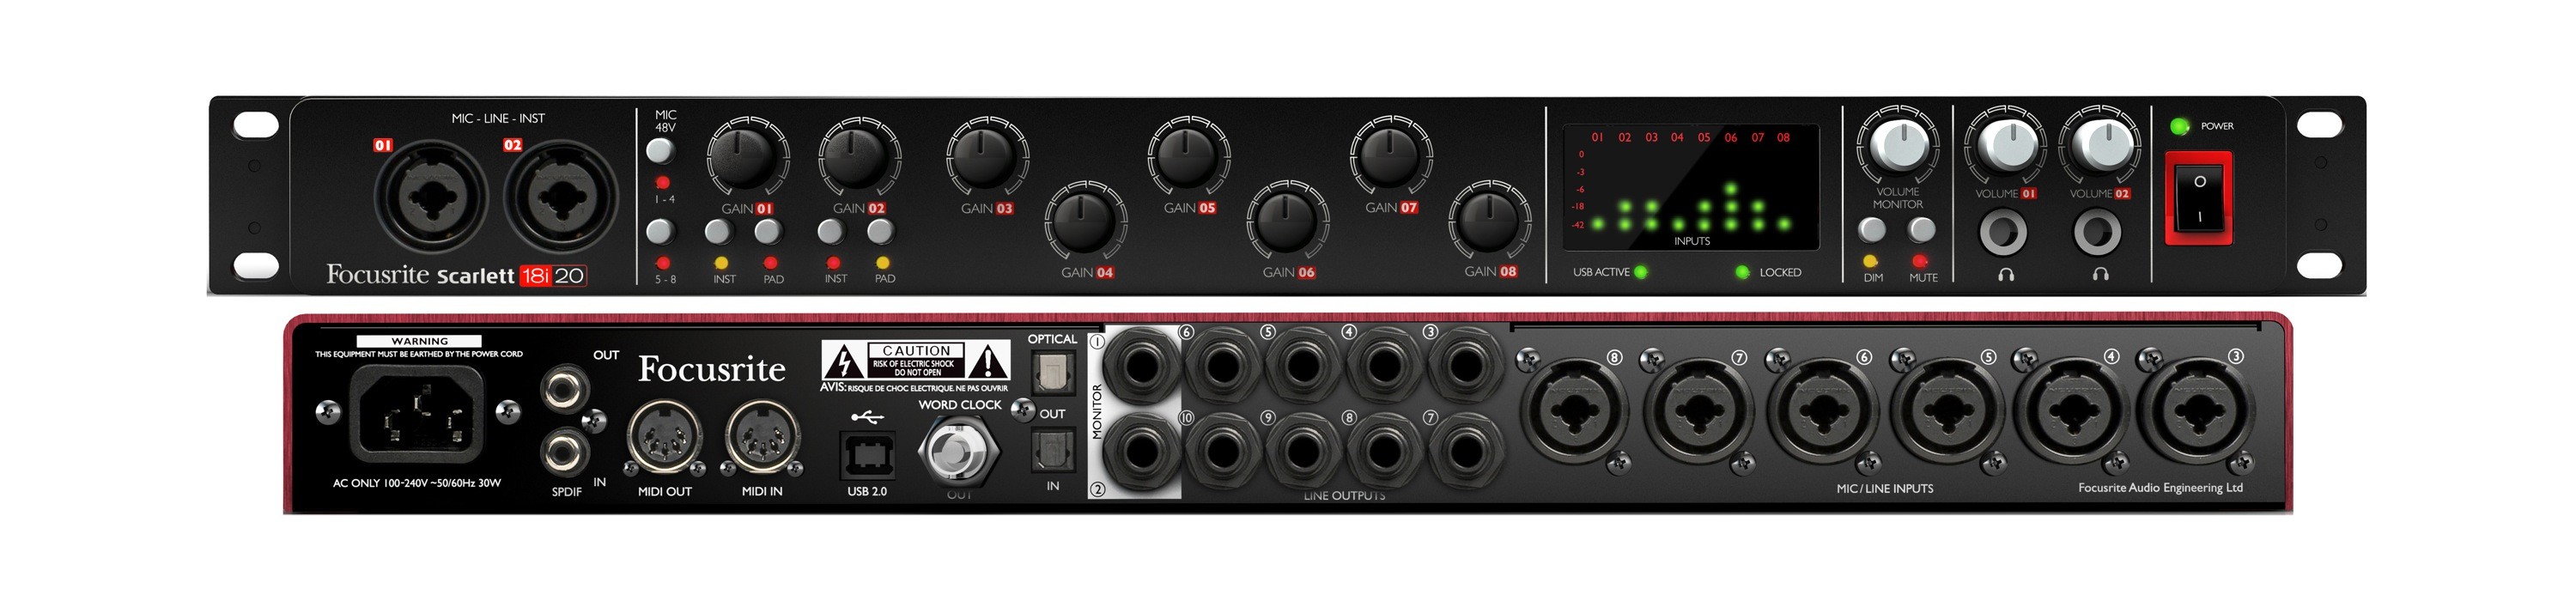 MIC - LINE - INST
01
02
Focusrite Scarlett 18i20
MIC
48V
1 - 4
5 - 8
GAIN 01
GAIN 02
INST
PAD
INST
PAD
GAIN 03
GAIN 04
GAIN 05
GAIN 06
GAIN 07
GAIN 08
01 02 03 04 05 06 07 08
0
-3
-6
-18
-42
INPUTS
USB ACTIVE
LOCKED
VOLUME
MONITOR
DIM
MUTE
VOLUME 01
VOLUME 02
POWER
O
I
WARNING
THIS EQUIPMENT MUST BE EARTHED BY THE POWER CORD
AC ONLY 100-240V ~50/60Hz 30W
OUT
IN
SPDIF
Focusrite
MIDI OUT
MIDI IN
CAUTION
RISK OF ELECTRIC SHOCK
DO NOT OPEN
AVIS: RISQUE DE CHOC ELECTRIQUE. NE PAS OUVRIR
USB 2.0
WORD CLOCK
OUT
OPTICAL
OUT
IN
MONITOR
1
2
6 5 4 3
10 9 8 7
LINE OUTPUTS
8 7 6 5 4 3
MIC/LINE INPUTS
Focusrite Audio Engineering Ltd